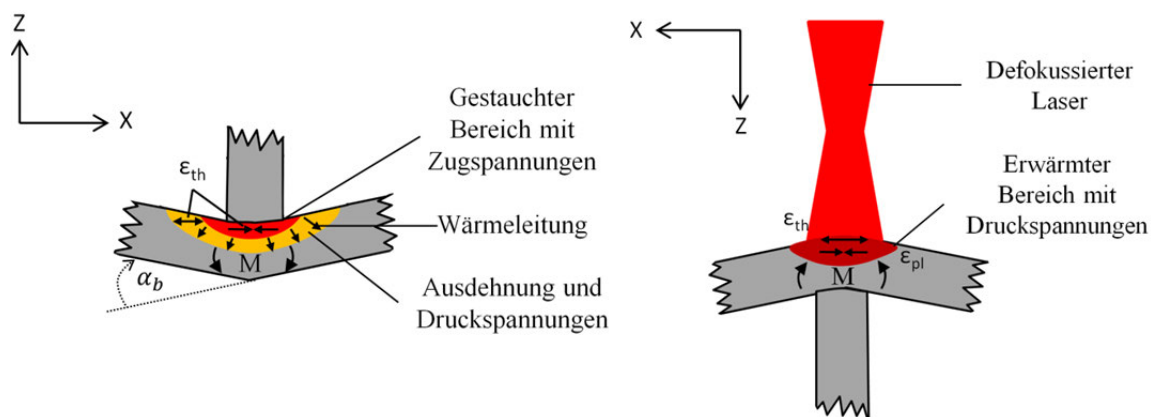 Z
X
Gestauchter
Bereich mit
Zugspannungen
εth
Wärmeleitung
M
αb
Ausdehnung und
Druckspannungen
X
Z
Defokussierter
Laser
Erwärmter
Bereich mit
Druckspannungen
εth
εpl
M